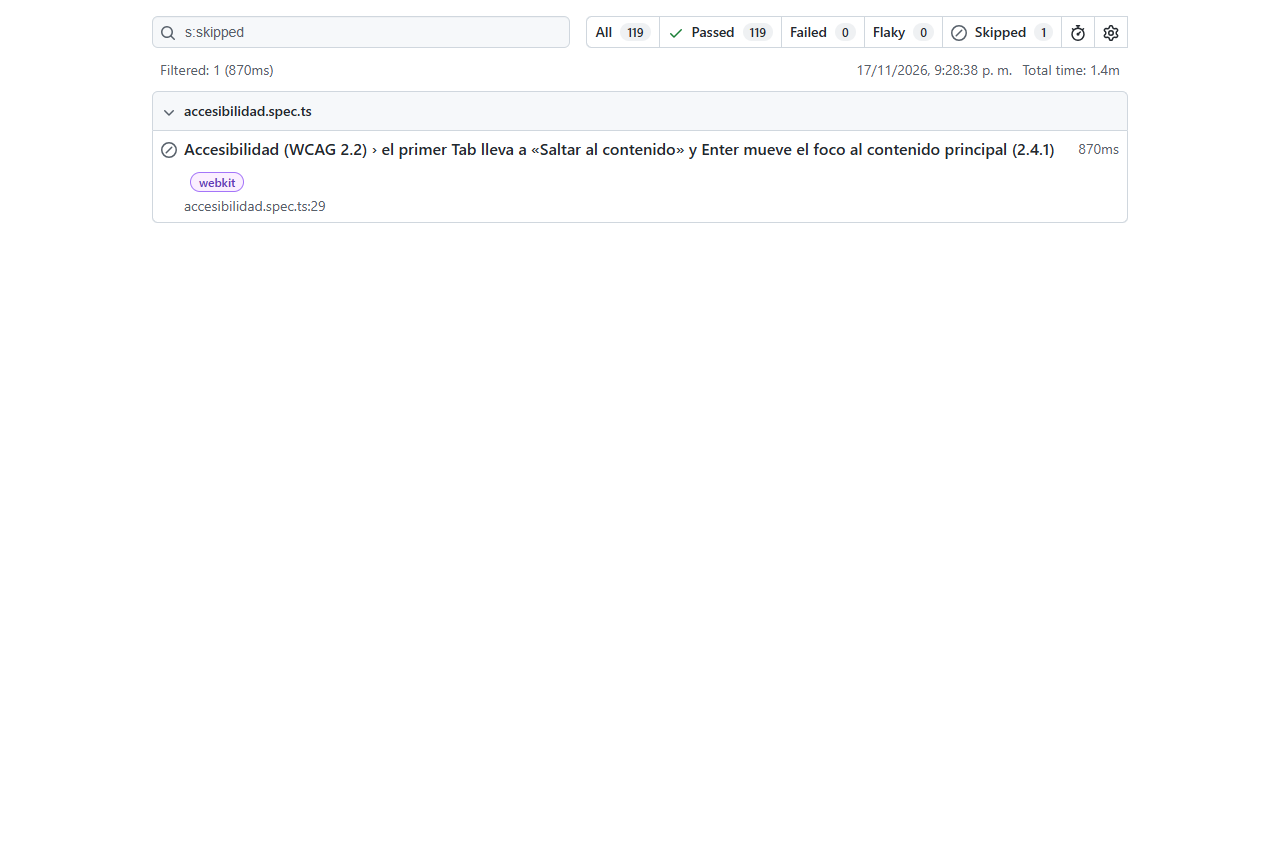 s:skipped
All 119 Passed 119 Failed 0 Flaky 0 Skipped 1
Filtered: 1 (870ms) 17/11/2026, 9:28:38 p. m. Total time: 1.4m
accesibilidad.spec.ts
Accesibilidad (WCAG 2.2) › el primer Tab lleva a «Saltar al contenido» y Enter mueve el foco al contenido principal (2.4.1) 870ms
webkit
accesibilidad.spec.ts:29